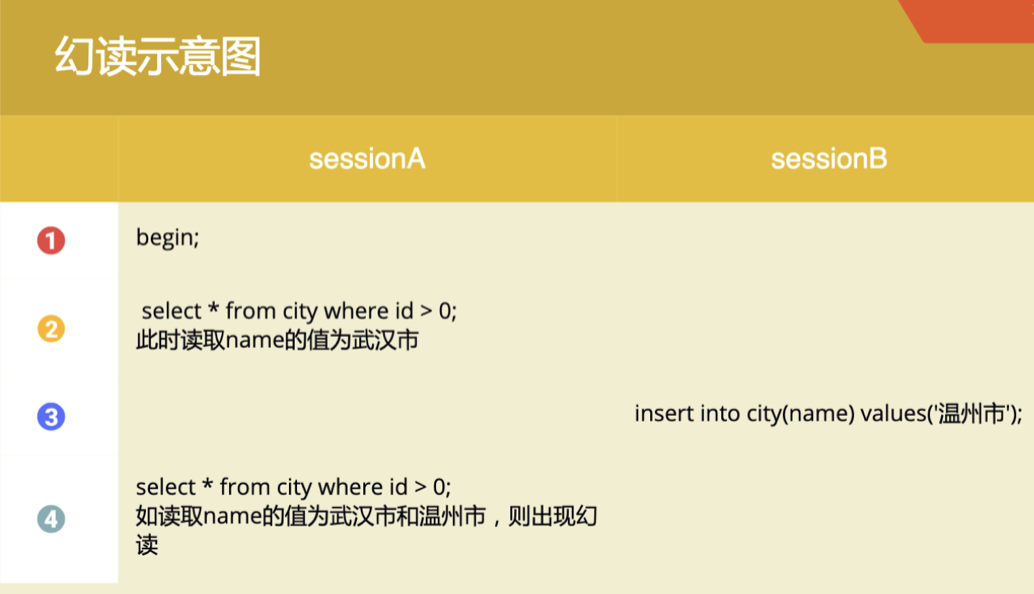 幻读示意图
sessionA
sessionB
1
begin;
2
select * from city where id > 0;
此时读取name的值为武汉市
3
insert into city(name) values('温州市');
4
select * from city where id > 0;
如读取name的值为武汉市和温州市，则出现幻
读